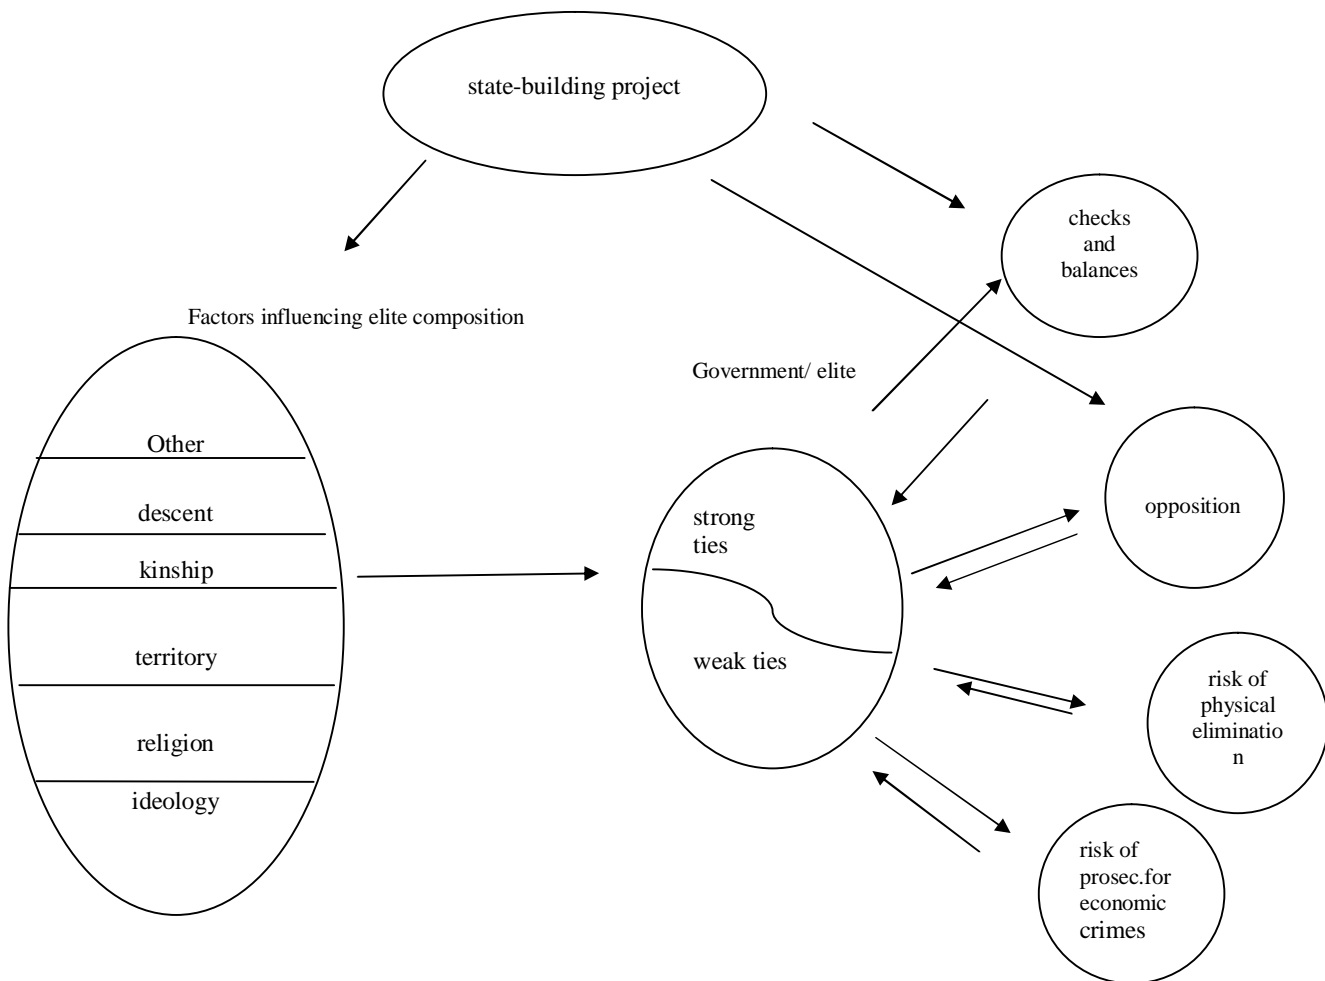 state-building project
checks
and
balances
Factors influencing elite composition
Government/ elite
Other
descent
kinship
territory
religion
ideology
strong
ties
weak ties
opposition
risk of
physical
eliminatio
n
risk of
prosec.for
economic
crimes